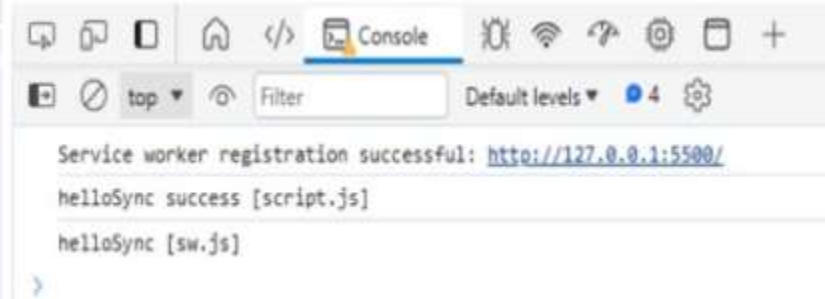 Console
top Filter Default levels 4
Service worker registration successful: http://127.0.0.1:5500/
helloSync success [script.js]
helloSync [sw.js]